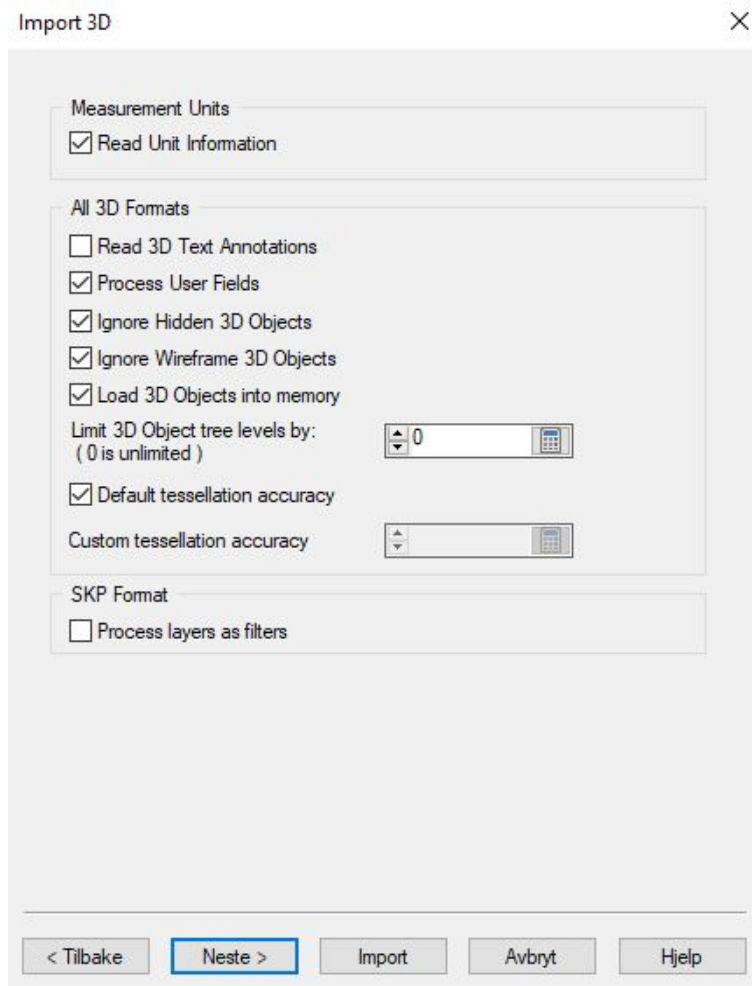 Import 3D
Measurement Units
Read Unit Information
All 3D Formats
Read 3D Text Annotations
Process User Fields
Ignore Hidden 3D Objects
Ignore Wireframe 3D Objects
Load 3D Objects into memory
Limit 3D Object tree levels by:
( 0 is unlimited )
0
Default tessellation accuracy
Custom tessellation accuracy
SKP Format
Process layers as filters
< Tilbake
Neste >
Import
Avbryt
Hjelp